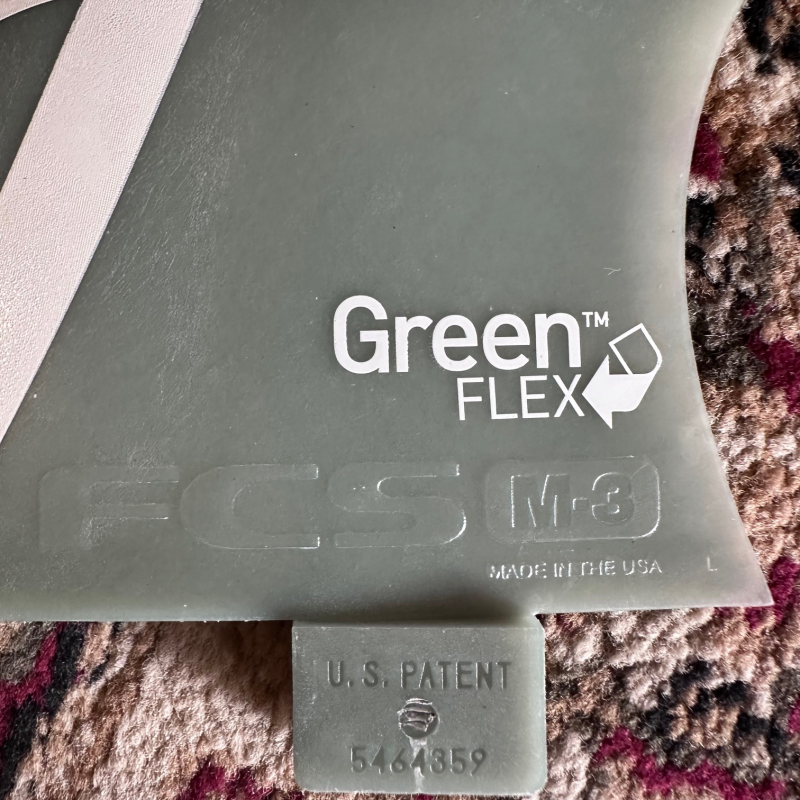 Green™
FLEX
FCS M-3
MADE IN THE USA L
U.S. PATENT
5464359